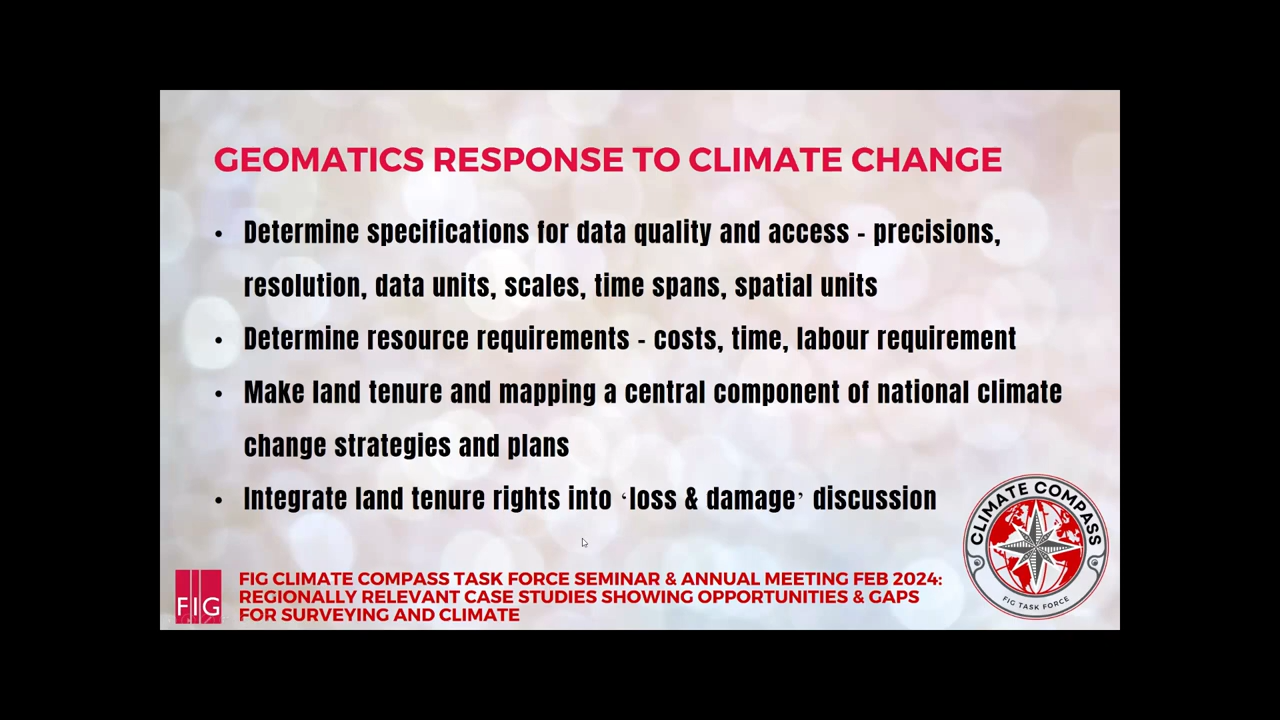 GEOMATICS RESPONSE TO CLIMATE CHANGE
• Determine specifications for data quality and access - precisions,
resolution, data units, scales, time spans, spatial units
• Determine resource requirements - costs, time, labour requirement
• Make land tenure and mapping a central component of national climate
change strategies and plans
• Integrate land tenure rights into ‘loss & damage’ discussion
CLIMATE COMPASS
FIG TASK FORCE
FIG
FIG CLIMATE COMPASS TASK FORCE SEMINAR & ANNUAL MEETING FEB 2024:
REGIONALLY RELEVANT CASE STUDIES SHOWING OPPORTUNITIES & GAPS
FOR SURVEYING AND CLIMATE